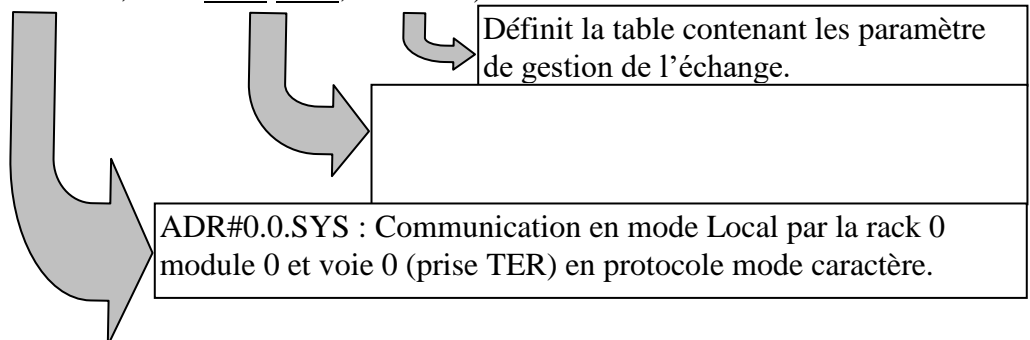 Définit la table contenant les paramètre
de gestion de l’échange.
ADR#0.0.SYS : Communication en mode Local par la rack 0
module 0 et voie 0 (prise TER) en protocole mode caractère.